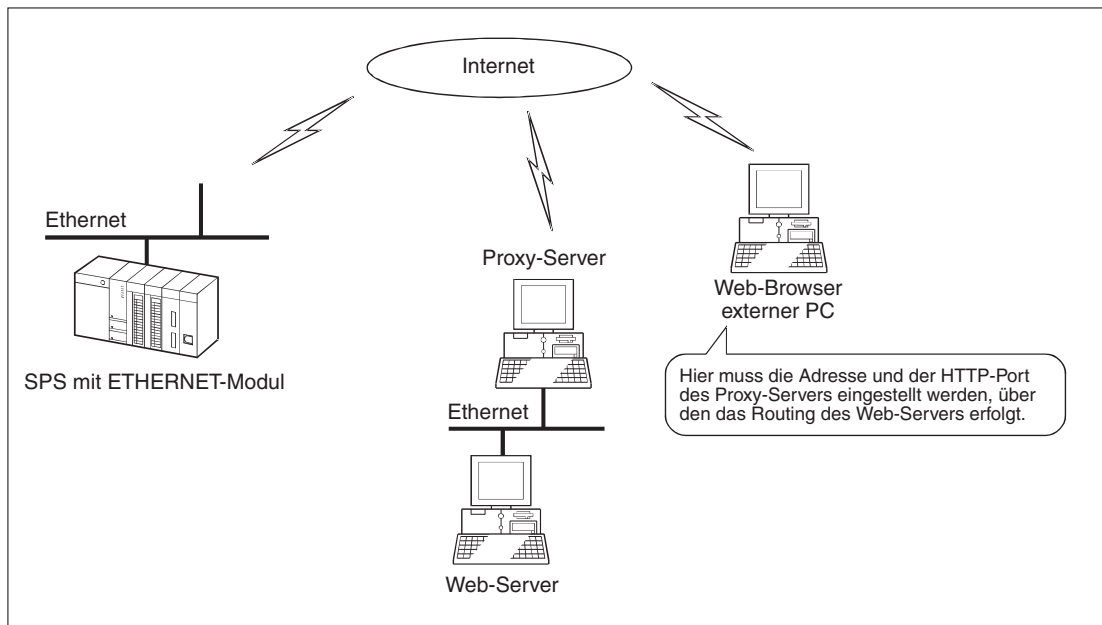 Internet
Ethernet
SPS mit ETHERNET-Modul
Proxy-Server
Ethernet
Web-Server
Web-Browser
externer PC
Hier muss die Adresse und der HTTP-Port
des Proxy-Servers eingestellt werden, über
den das Routing des Web-Servers erfolgt.